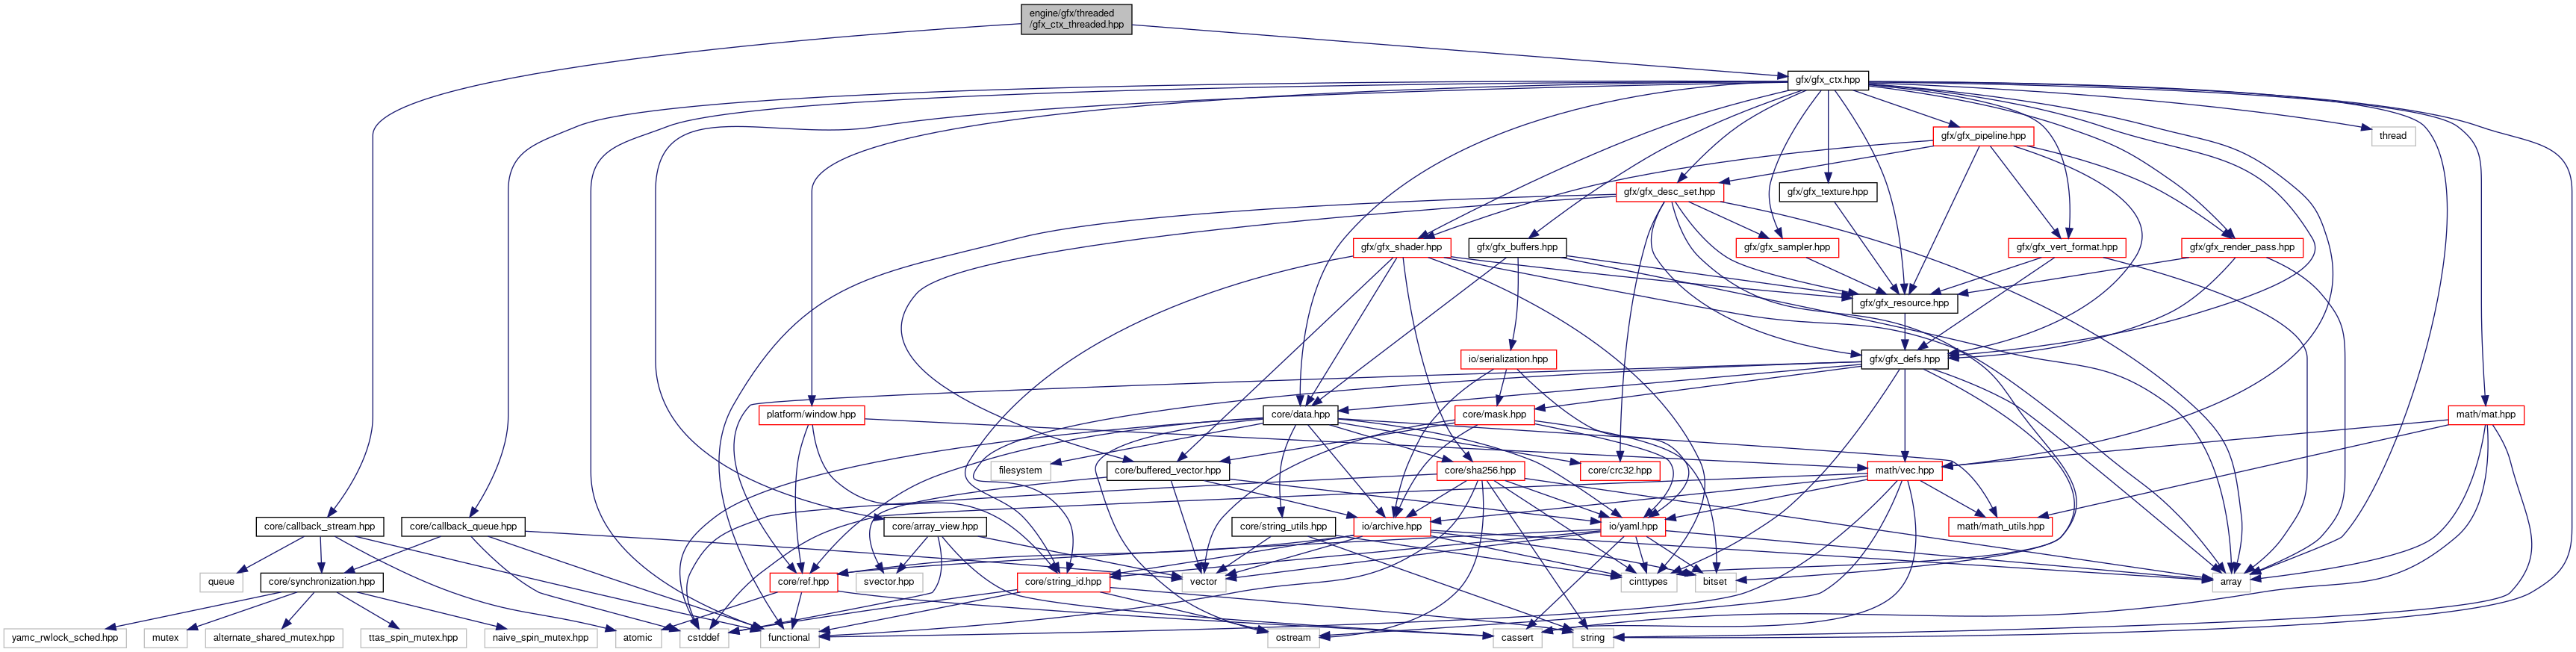 engine/gfx/threaded
/gfx_ctx_threaded.hpp
gfx/gfx_ctx.hpp
gfx/gfx_pipeline.hpp
thread
gfx/gfx_desc_set.hpp
gfx/gfx_texture.hpp
gfx/gfx_shader.hpp
gfx/gfx_buffers.hpp
gfx/gfx_sampler.hpp
gfx/gfx_vert_format.hpp
gfx/gfx_render_pass.hpp
gfx/gfx_resource.hpp
io/serialization.hpp
gfx/gfx_defs.hpp
platform/window.hpp
core/data.hpp
core/mask.hpp
math/mat.hpp
filesystem
core/buffered_vector.hpp
core/sha256.hpp
core/crc32.hpp
math/vec.hpp
core/callback_stream.hpp
core/callback_queue.hpp
core/array_view.hpp
core/string_utils.hpp
io/archive.hpp
io/yaml.hpp
math/math_utils.hpp
queue
core/synchronization.hpp
core/ref.hpp
svector.hpp
core/string_id.hpp
vector
cinttypes
bitset
array
yamc_rwlock_sched.hpp
mutex
alternate_shared_mutex.hpp
ttas_spin_mutex.hpp
naive_spin_mutex.hpp
atomic
cstddef
functional
ostream
cassert
string